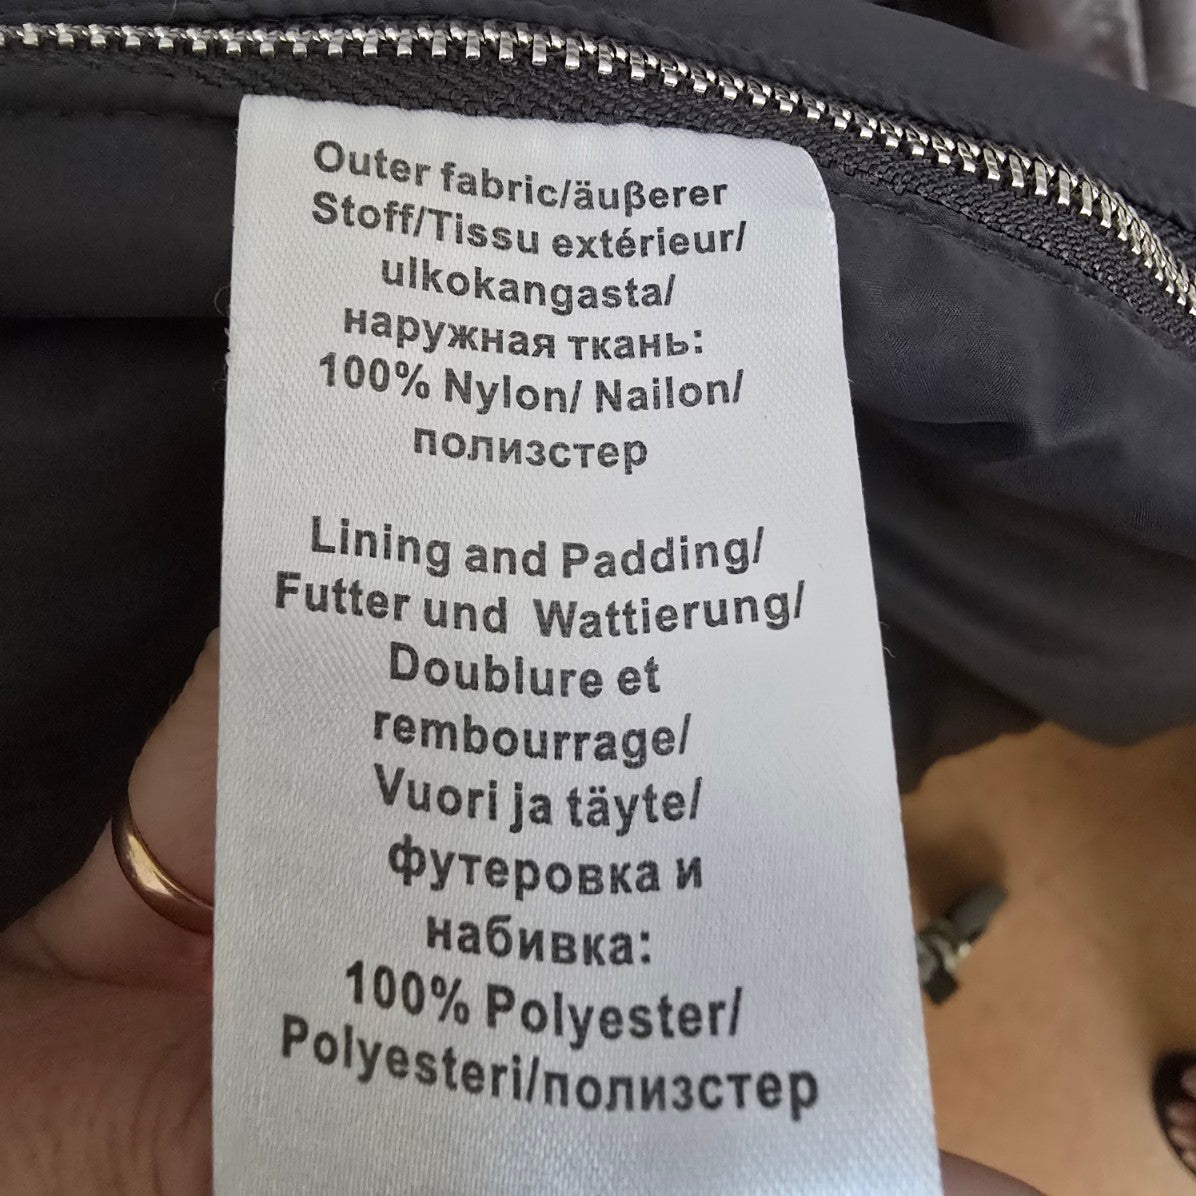 Outer fabric/äußerer
Stoff/Tissu extérieur/
ulkokangasta/
наружная ткань:
100% Nylon/ Nailon/
полизстер
Lining and Padding/
Futter und Wattierung/
Doublure et
rembourrage/
Vuori ja täyte/
футеровка и
набивка:
100% Polyester/
Polyesteri/полизстер